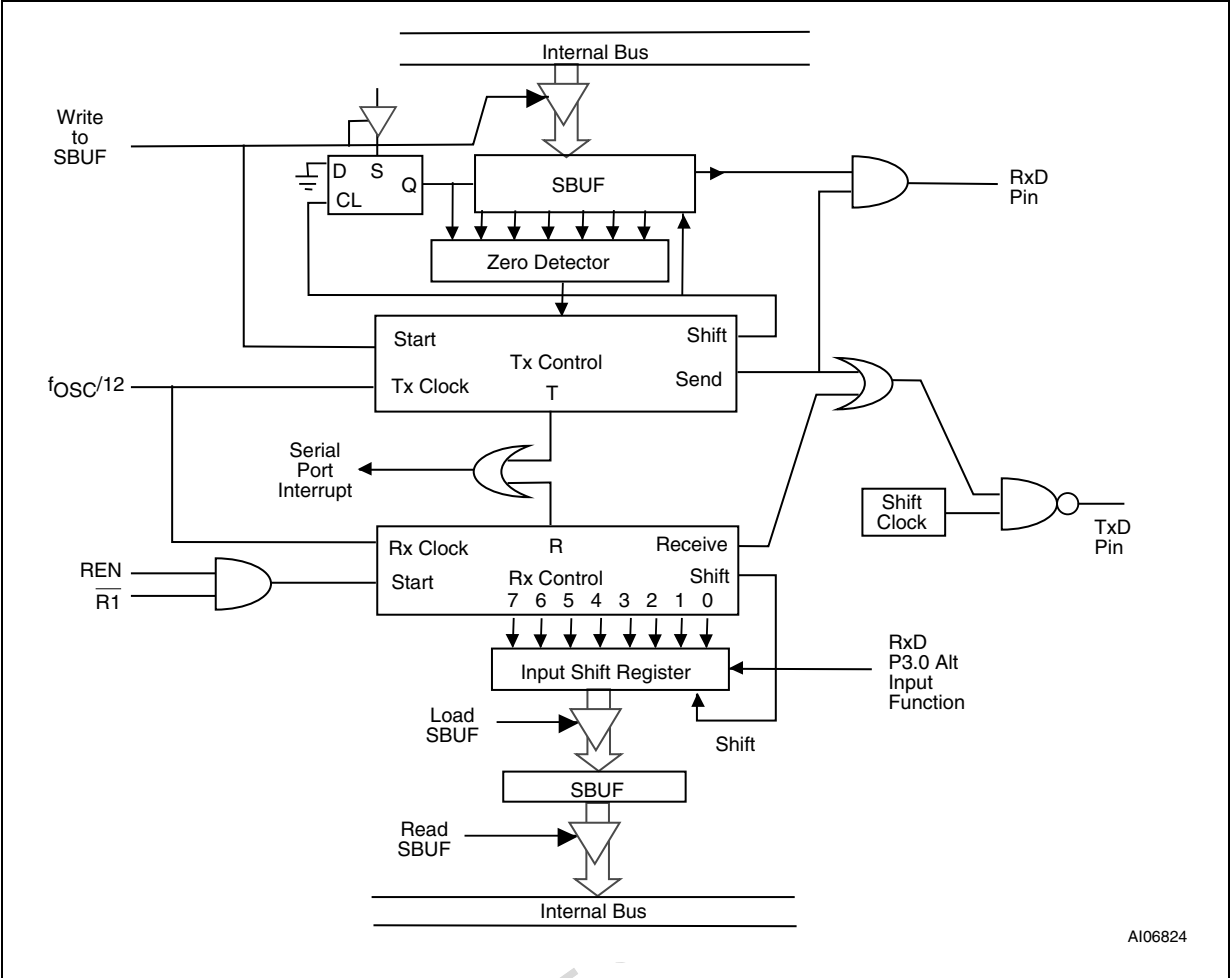 Internal Bus
Write
to
SBUF
D
S
Q
CL
SBUF
RxD
Pin
Zero Detector
Start
Shift
Tx Control
Send
fOSC/12
Tx Clock
T
Serial
Port
Interrupt
Shift
Clock
TxD
Pin
Rx Clock
R
Receive
REN
R1
Start
Shift
Rx Control
7 6 5 4 3 2 1 0
Input Shift Register
RxD
P3.0 Alt
Input
Function
Load
SBUF
Shift
SBUF
Read
SBUF
Internal Bus
AI06824